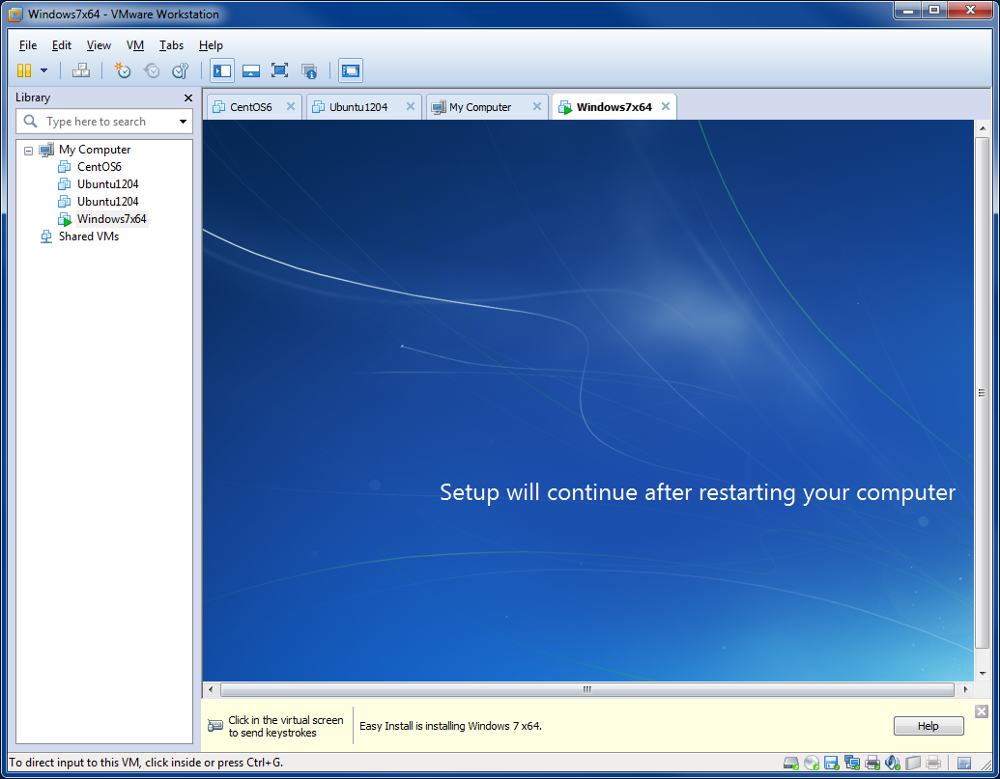 Windows7x64 - VMware Workstation
File Edit View VM Tabs Help
Library
Type here to search
My Computer
CentOS6
Ubuntu1204
Ubuntu1204
Windows7x64
Shared VMs
CentOS6 Ubuntu1204 My Computer Windows7x64
Setup will continue after restarting your computer
Click in the virtual screen
to send keystrokes
Easy Install is installing Windows 7 x64.
Help
To direct input to this VM, click inside or press Ctrl+G.